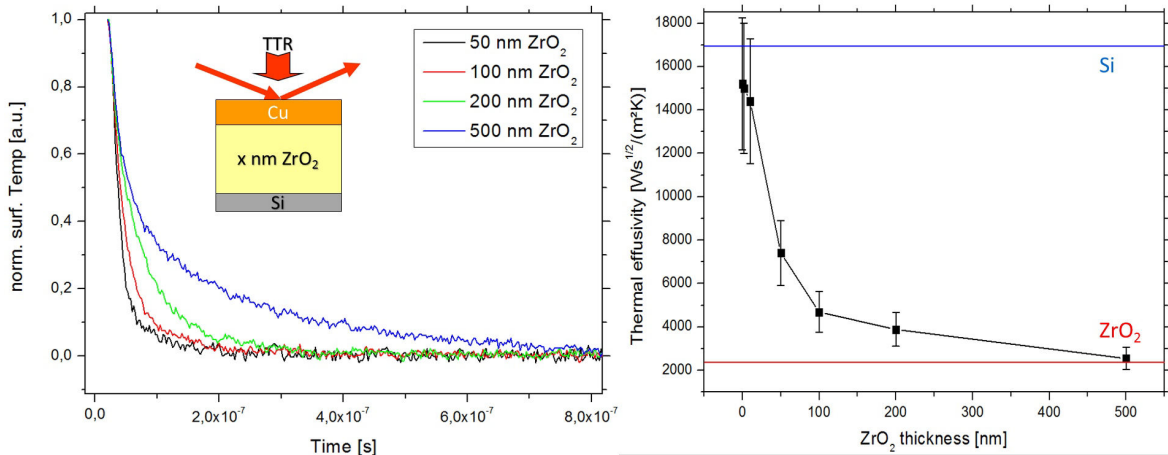 1,0
0,8
0,6
0,4
0,2
0,0
norm. surf. Temp [a.u.]
TTR
Cu
x nm ZrO₂
Si
50 nm ZrO₂
100 nm ZrO₂
200 nm ZrO₂
500 nm ZrO₂
0,0 2,0x10⁻⁷ 4,0x10⁻⁷ 6,0x10⁻⁷ 8,0x10⁻⁷
Time [s]
18000
16000
14000
12000
10000
8000
6000
4000
2000
Thermal effusivity [Ws¹ᐟ²/(m²K)]
Si
ZrO₂
0 100 200 300 400 500
ZrO₂ thickness [nm]